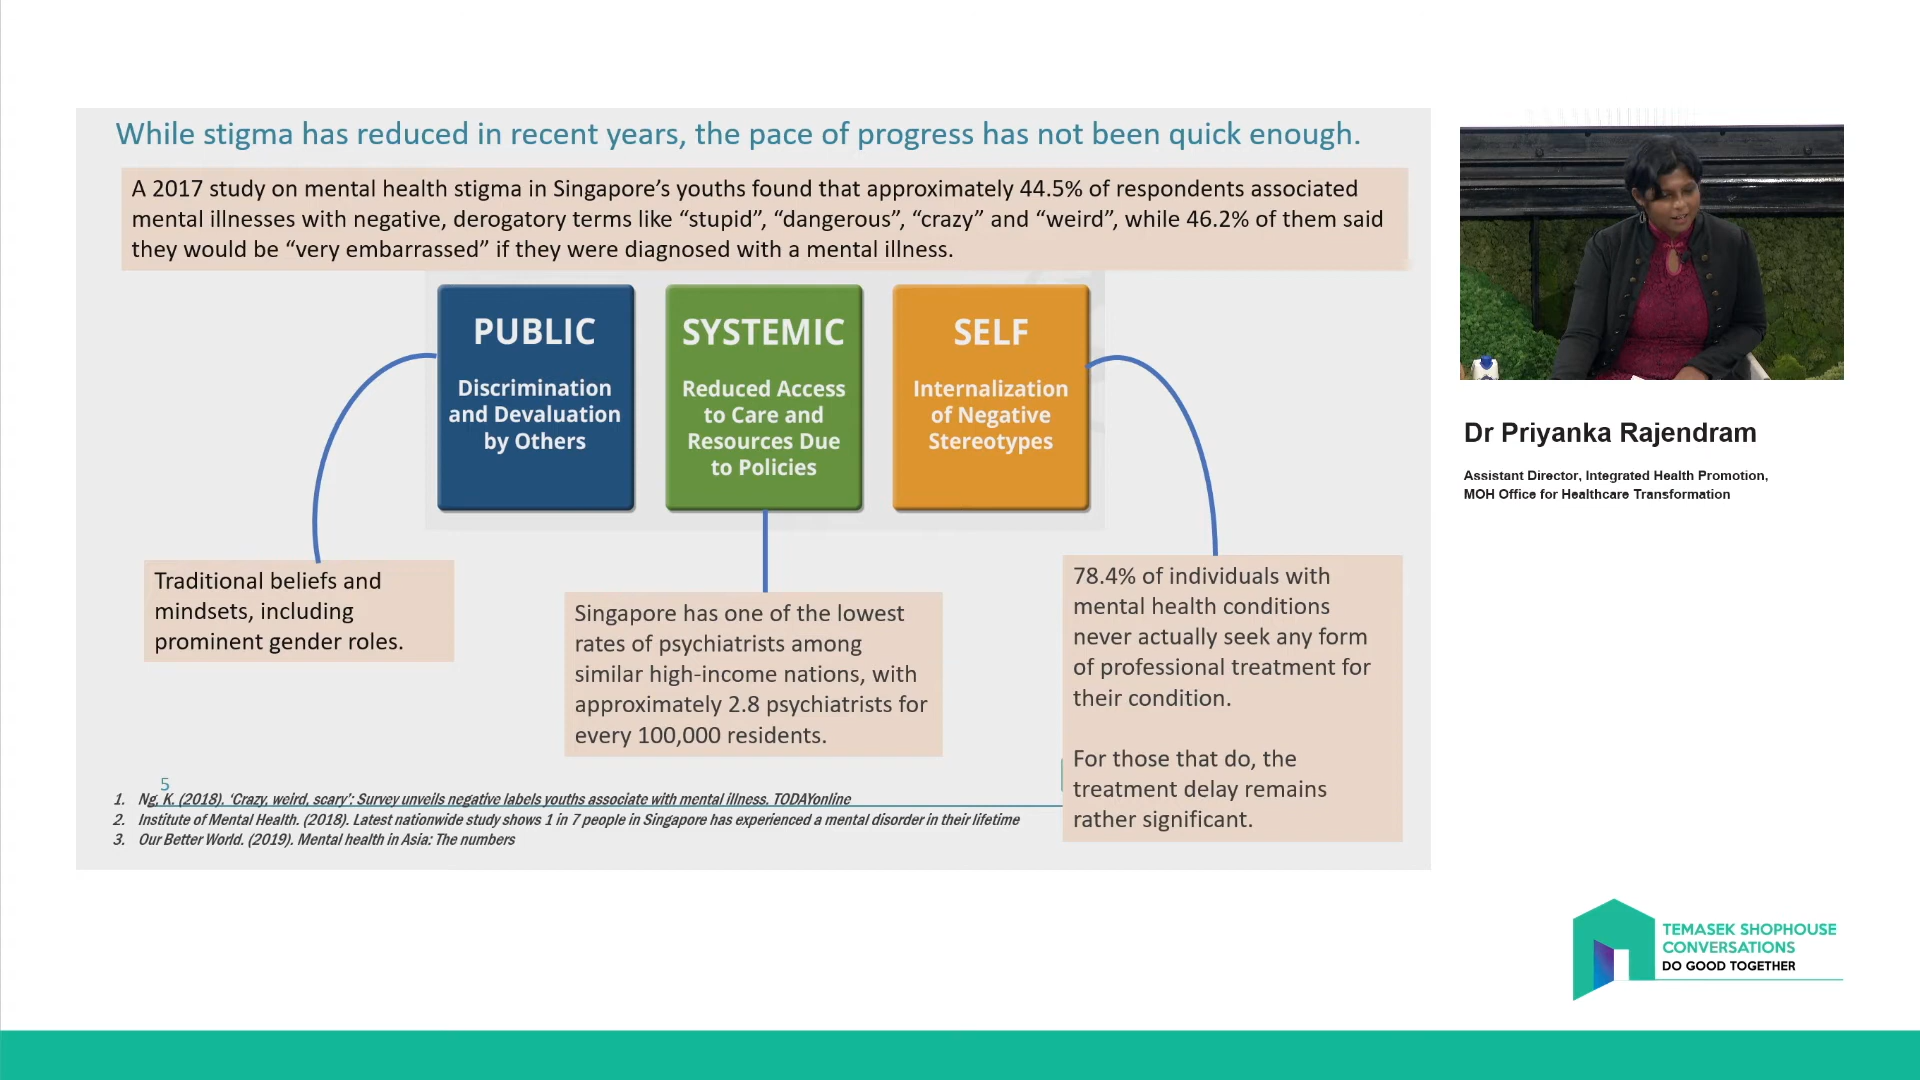 While stigma has reduced in recent years, the pace of progress has not been quick enough.
A 2017 study on mental health stigma in Singapore’s youths found that approximately 44.5% of respondents associated
mental illnesses with negative, derogatory terms like “stupid”, “dangerous”, “crazy” and “weird”, while 46.2% of them said
they would be “very embarrassed” if they were diagnosed with a mental illness.
PUBLIC
Discrimination
and Devaluation
by Others
SYSTEMIC
Reduced Access
to Care and
Resources Due
to Policies
SELF
Internalization
of Negative
Stereotypes
Traditional beliefs and
mindsets, including
prominent gender roles.
Singapore has one of the lowest
rates of psychiatrists among
similar high-income nations, with
approximately 2.8 psychiatrists for
every 100,000 residents.
78.4% of individuals with
mental health conditions
never actually seek any form
of professional treatment for
their condition.
For those that do, the
treatment delay remains
rather significant.
5
1. Ng, K. (2018). ‘Crazy, weird, scary’: Survey unveils negative labels youths associate with mental illness. TODAYonline
2. Institute of Mental Health. (2018). Latest nationwide study shows 1 in 7 people in Singapore has experienced a mental disorder in their lifetime
3. Our Better World. (2019). Mental health in Asia: The numbers
Dr Priyanka Rajendram
Assistant Director, Integrated Health Promotion,
MOH Office for Healthcare Transformation
TEMASEK SHOPHOUSE
CONVERSATIONS
DO GOOD TOGETHER